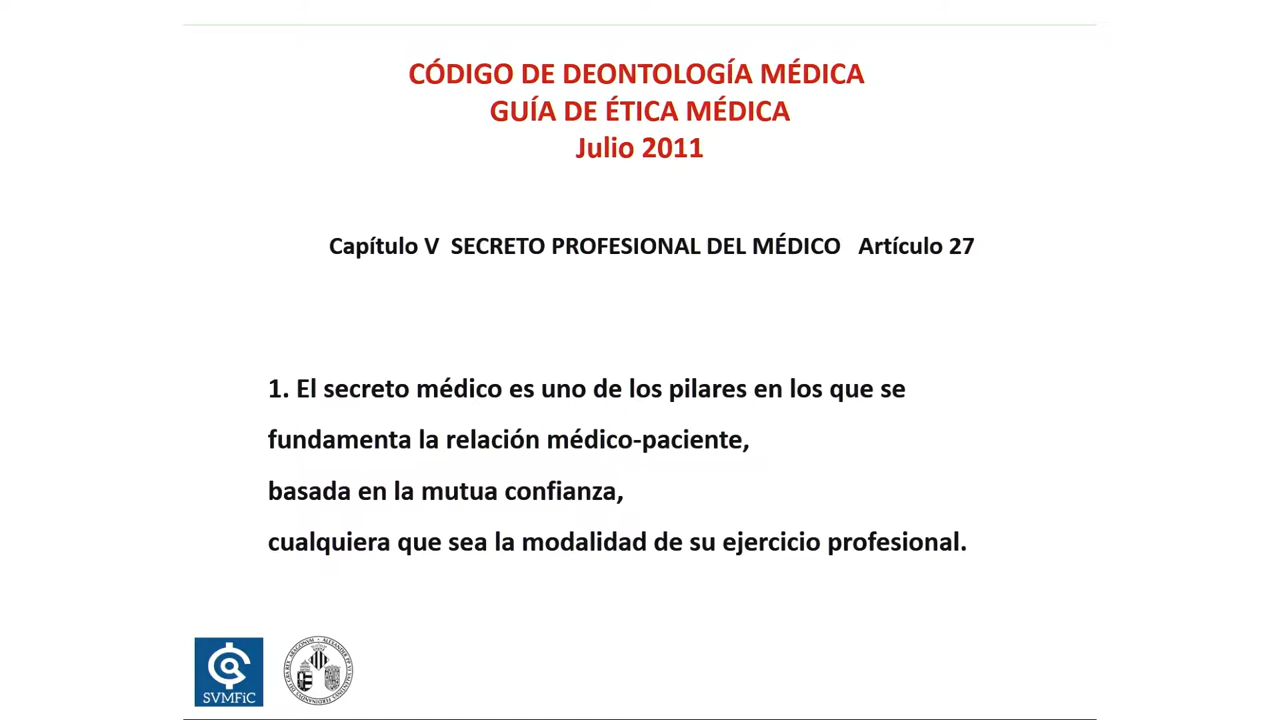 CÓDIGO DE DEONTOLOGÍA MÉDICA
GUÍA DE ÉTICA MÉDICA
Julio 2011
Capítulo V SECRETO PROFESIONAL DEL MÉDICO Artículo 27
1. El secreto médico es uno de los pilares en los que se
fundamenta la relación médico-paciente,
basada en la mutua confianza,
cualquiera que sea la modalidad de su ejercicio profesional.
SVMFiC